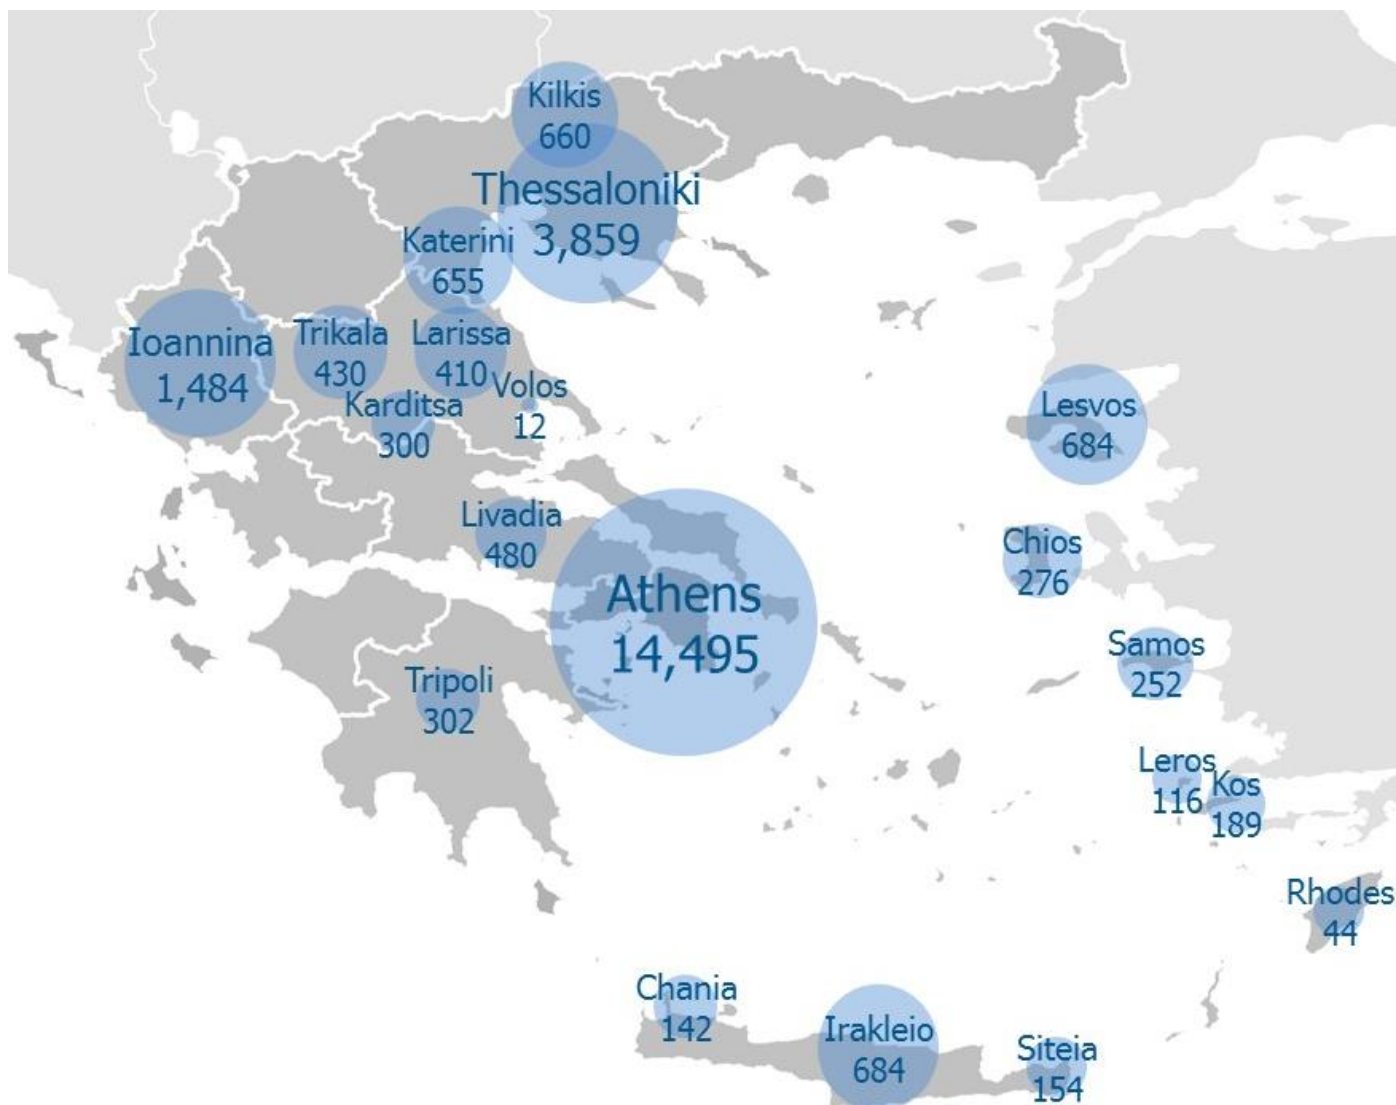 Kilkis
660
Thessaloniki
3,859
Katerini
655
Ioannina
1,484
Trikala
430
Larissa
410
Volos
12
Karditsa
300
Lesvos
684
Livadia
480
Chios
276
Athens
14,495
Samos
252
Tripoli
302
Leros
116
Kos
189
Rhodes
44
Chania
142
Irakleio
684
Siteia
154